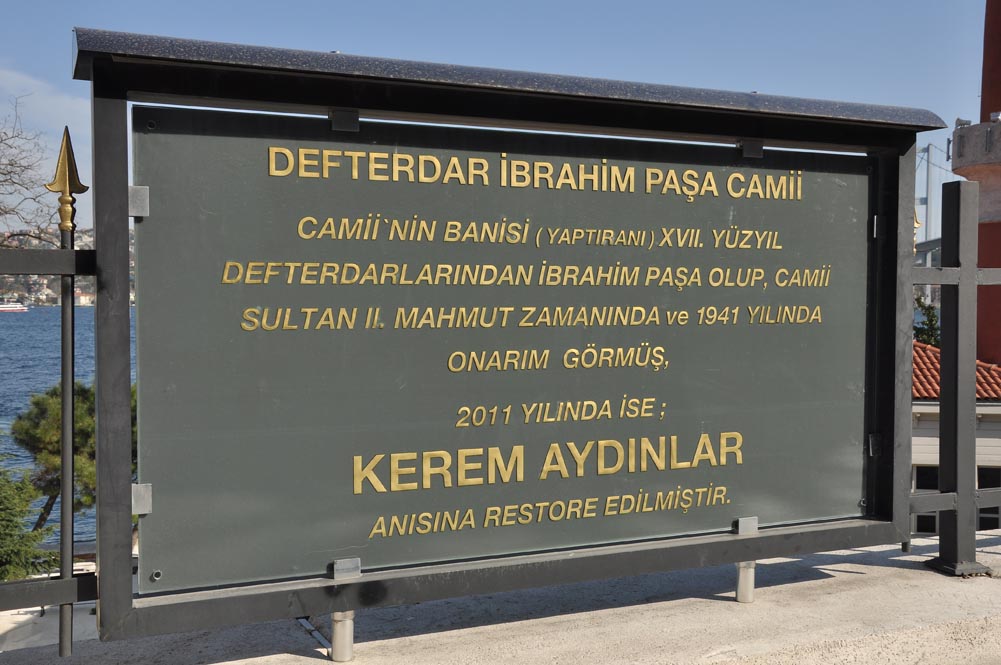 DEFTERDAR İBRAHİM PAŞA CAMİİ
CAMİİ`NİN BANİSİ ( YAPTIRANI ) XVII. YÜZYIL
DEFTERDARLARINDAN İBRAHİM PAŞA OLUP, CAMİİ
SULTAN II. MAHMUT ZAMANINDA ve 1941 YILINDA
ONARIM GÖRMÜŞ,
2011 YILINDA İSE ;
KEREM AYDINLAR
ANISINA RESTORE EDİLMİŞTİR.